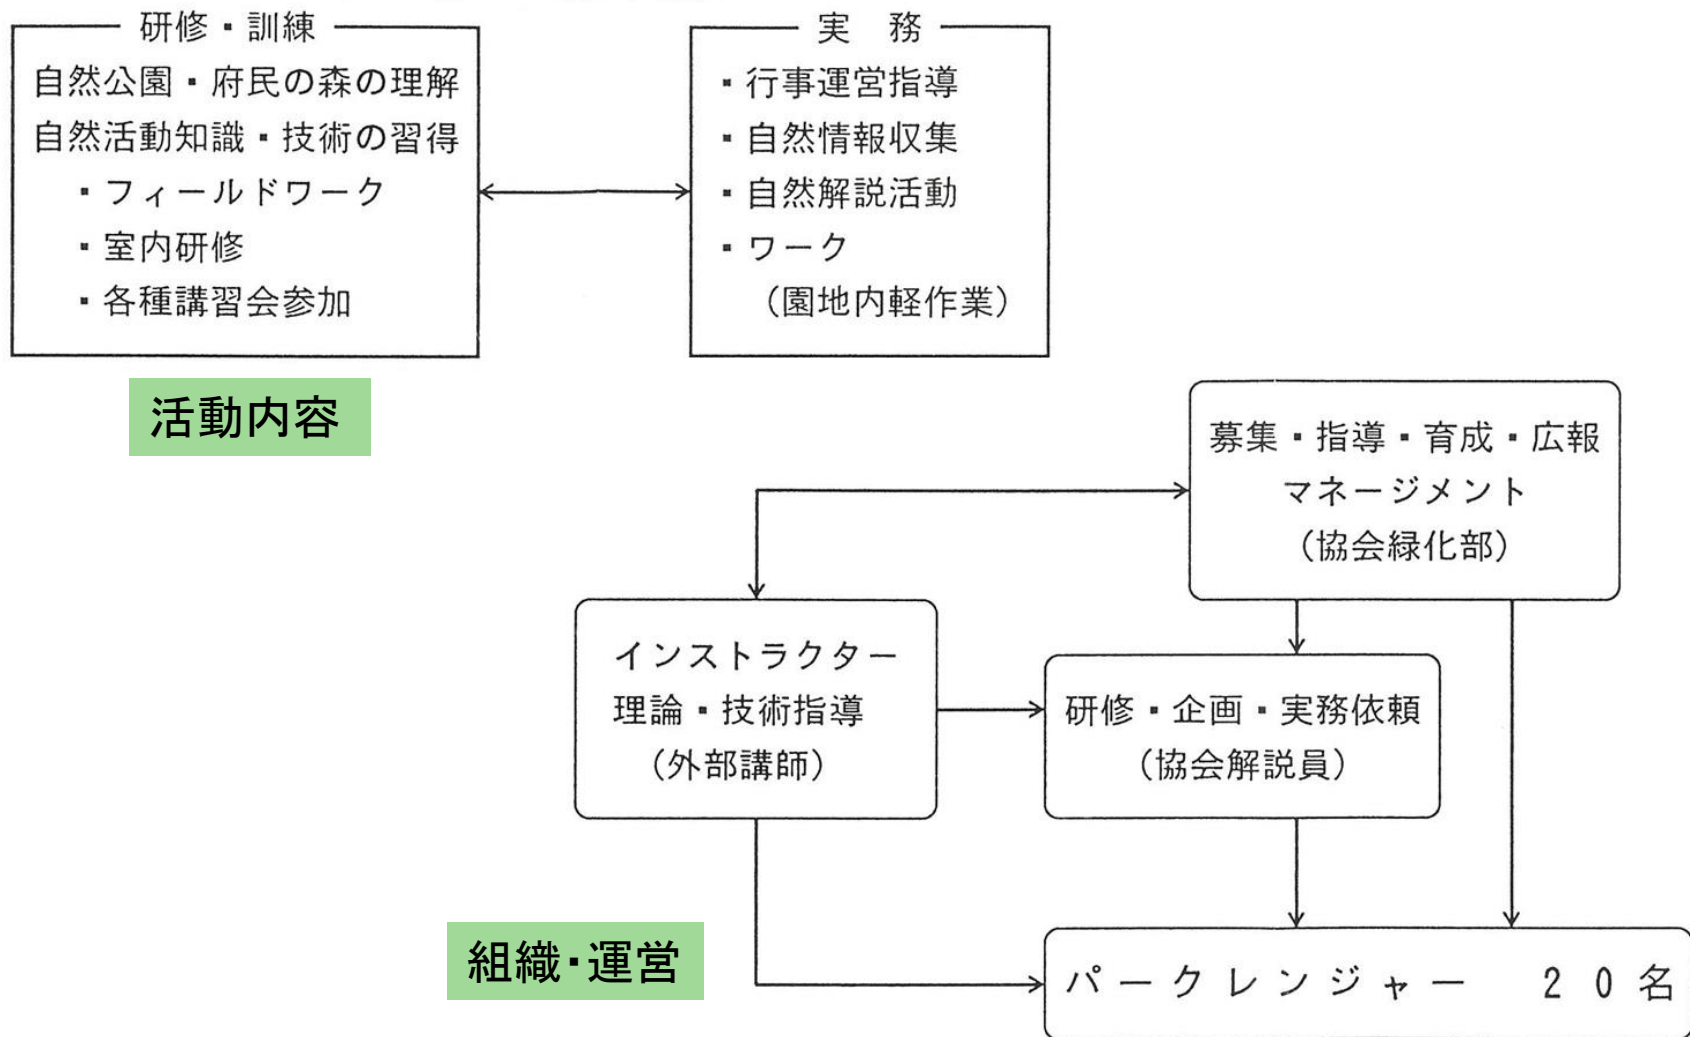 研修・訓練
自然公園・府民の森の理解
自然活動知識・技術の習得
・フィールドワーク
・室内研修
・各種講習会参加
実 務
・行事運営指導
・自然情報収集
・自然解説活動
・ワーク
（園地内軽作業）
活動内容
募集・指導・育成・広報
マネージメント
（協会緑化部）
インストラクター
理論・技術指導
（外部講師）
研修・企画・実務依頼
（協会解説員）
組織・運営
パークレンジャー ２０名